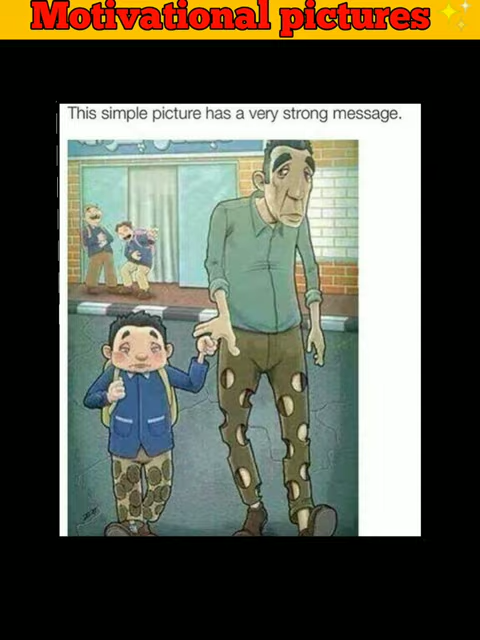 Motivational pictures
This simple picture has a very strong message.